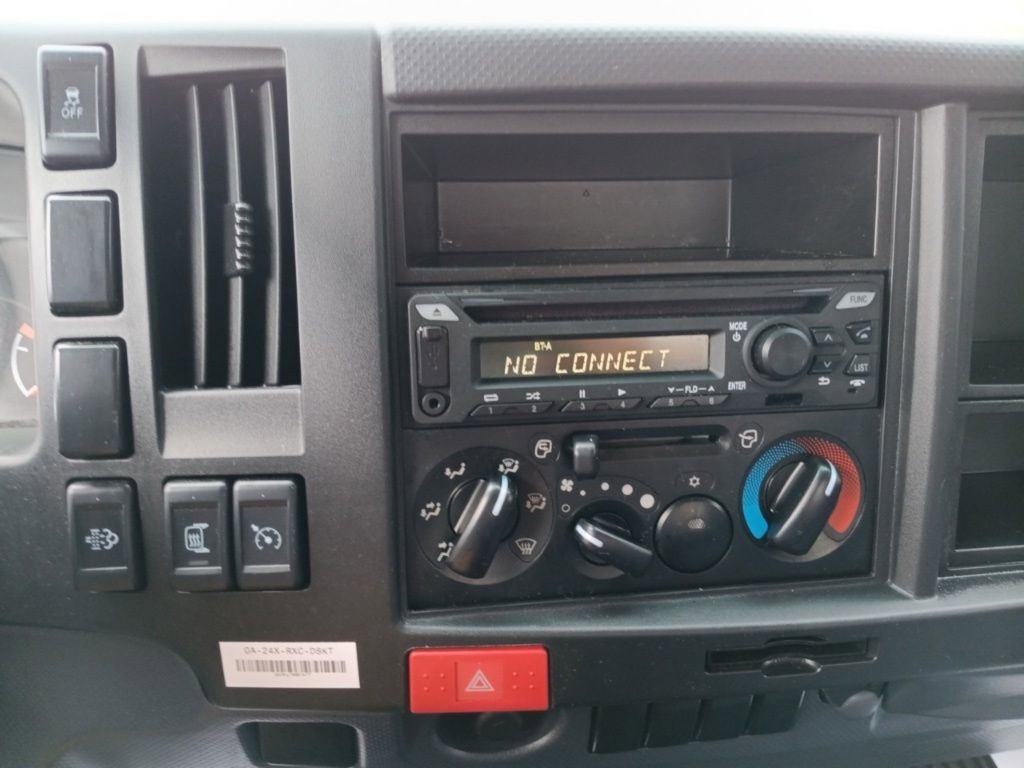 OFF
FUNC
MODE
BT-A
NO CONNECT
LIST
ENTER
FLD
1 2 3 4 5 6
0A-24X-RXC-DSKT